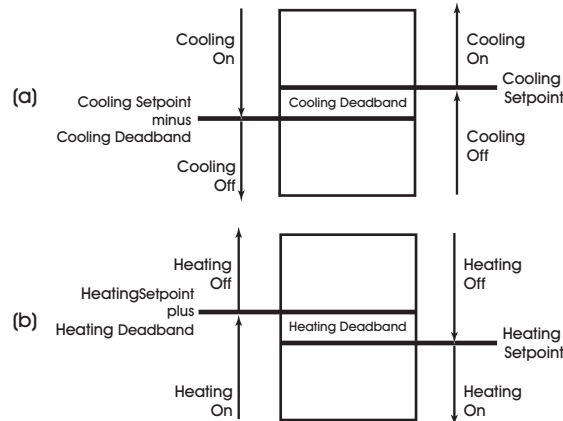 Cooling
On
Cooling
On
(a)
Cooling Setpoint
minus
Cooling Deadband
Cooling Deadband
Cooling
Setpoint
Cooling
Off
Cooling
Off
(b)
Heating
Off
Heating
Off
HeatingSetpoint
plus
Heating Deadband
Heating Deadband
Heating
Setpoint
Heating
On
Heating
On